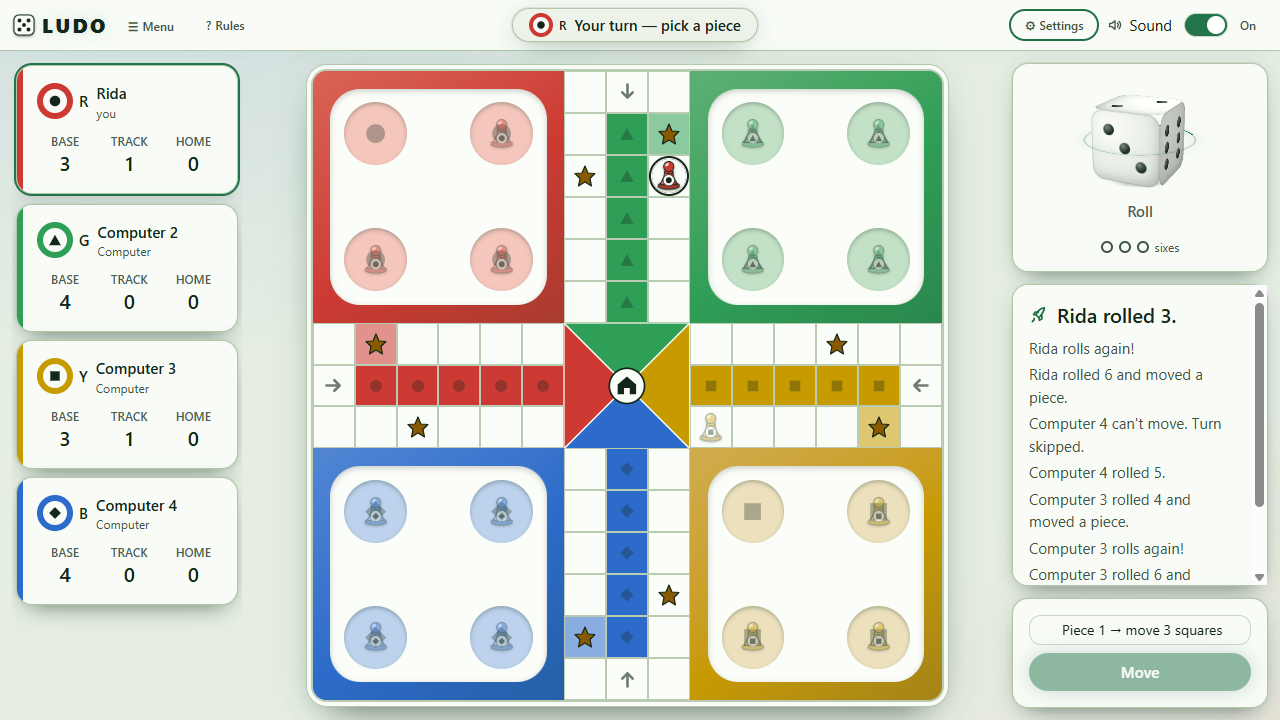 LUDO
☰ Menu
? Rules
R Your turn — pick a piece
⚙ Settings
Sound
On
R Rida
you
BASE TRACK HOME
3 1 0
G Computer 2
Computer
BASE TRACK HOME
4 0 0
Y Computer 3
Computer
BASE TRACK HOME
3 1 0
B Computer 4
Computer
BASE TRACK HOME
4 0 0
Roll
sixes
Rida rolled 3.
Rida rolls again!
Rida rolled 6 and moved a
piece.
Computer 4 can't move. Turn
skipped.
Computer 4 rolled 5.
Computer 3 rolled 4 and
moved a piece.
Computer 3 rolls again!
Computer 3 rolled 6 and
Piece 1 → move 3 squares
Move